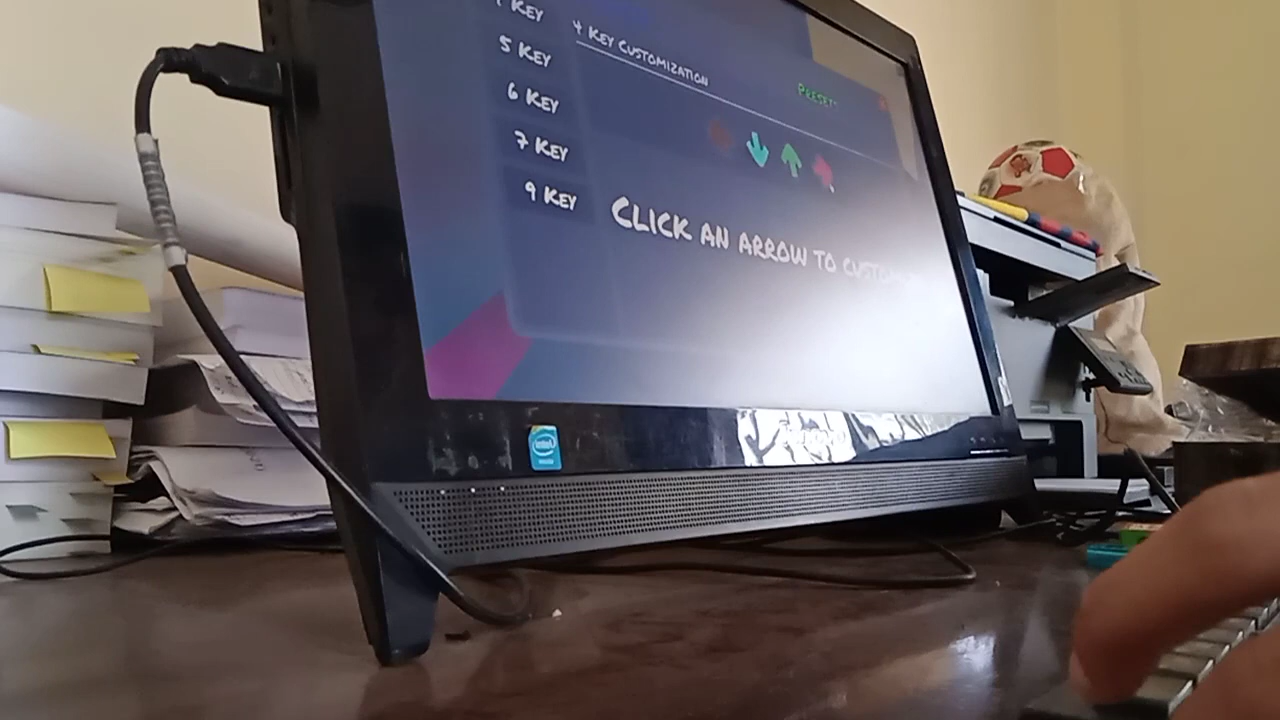 Key
5 Key
6 Key
7 Key
9 Key
4 Key Customization
Preset
Click an arrow to
intel